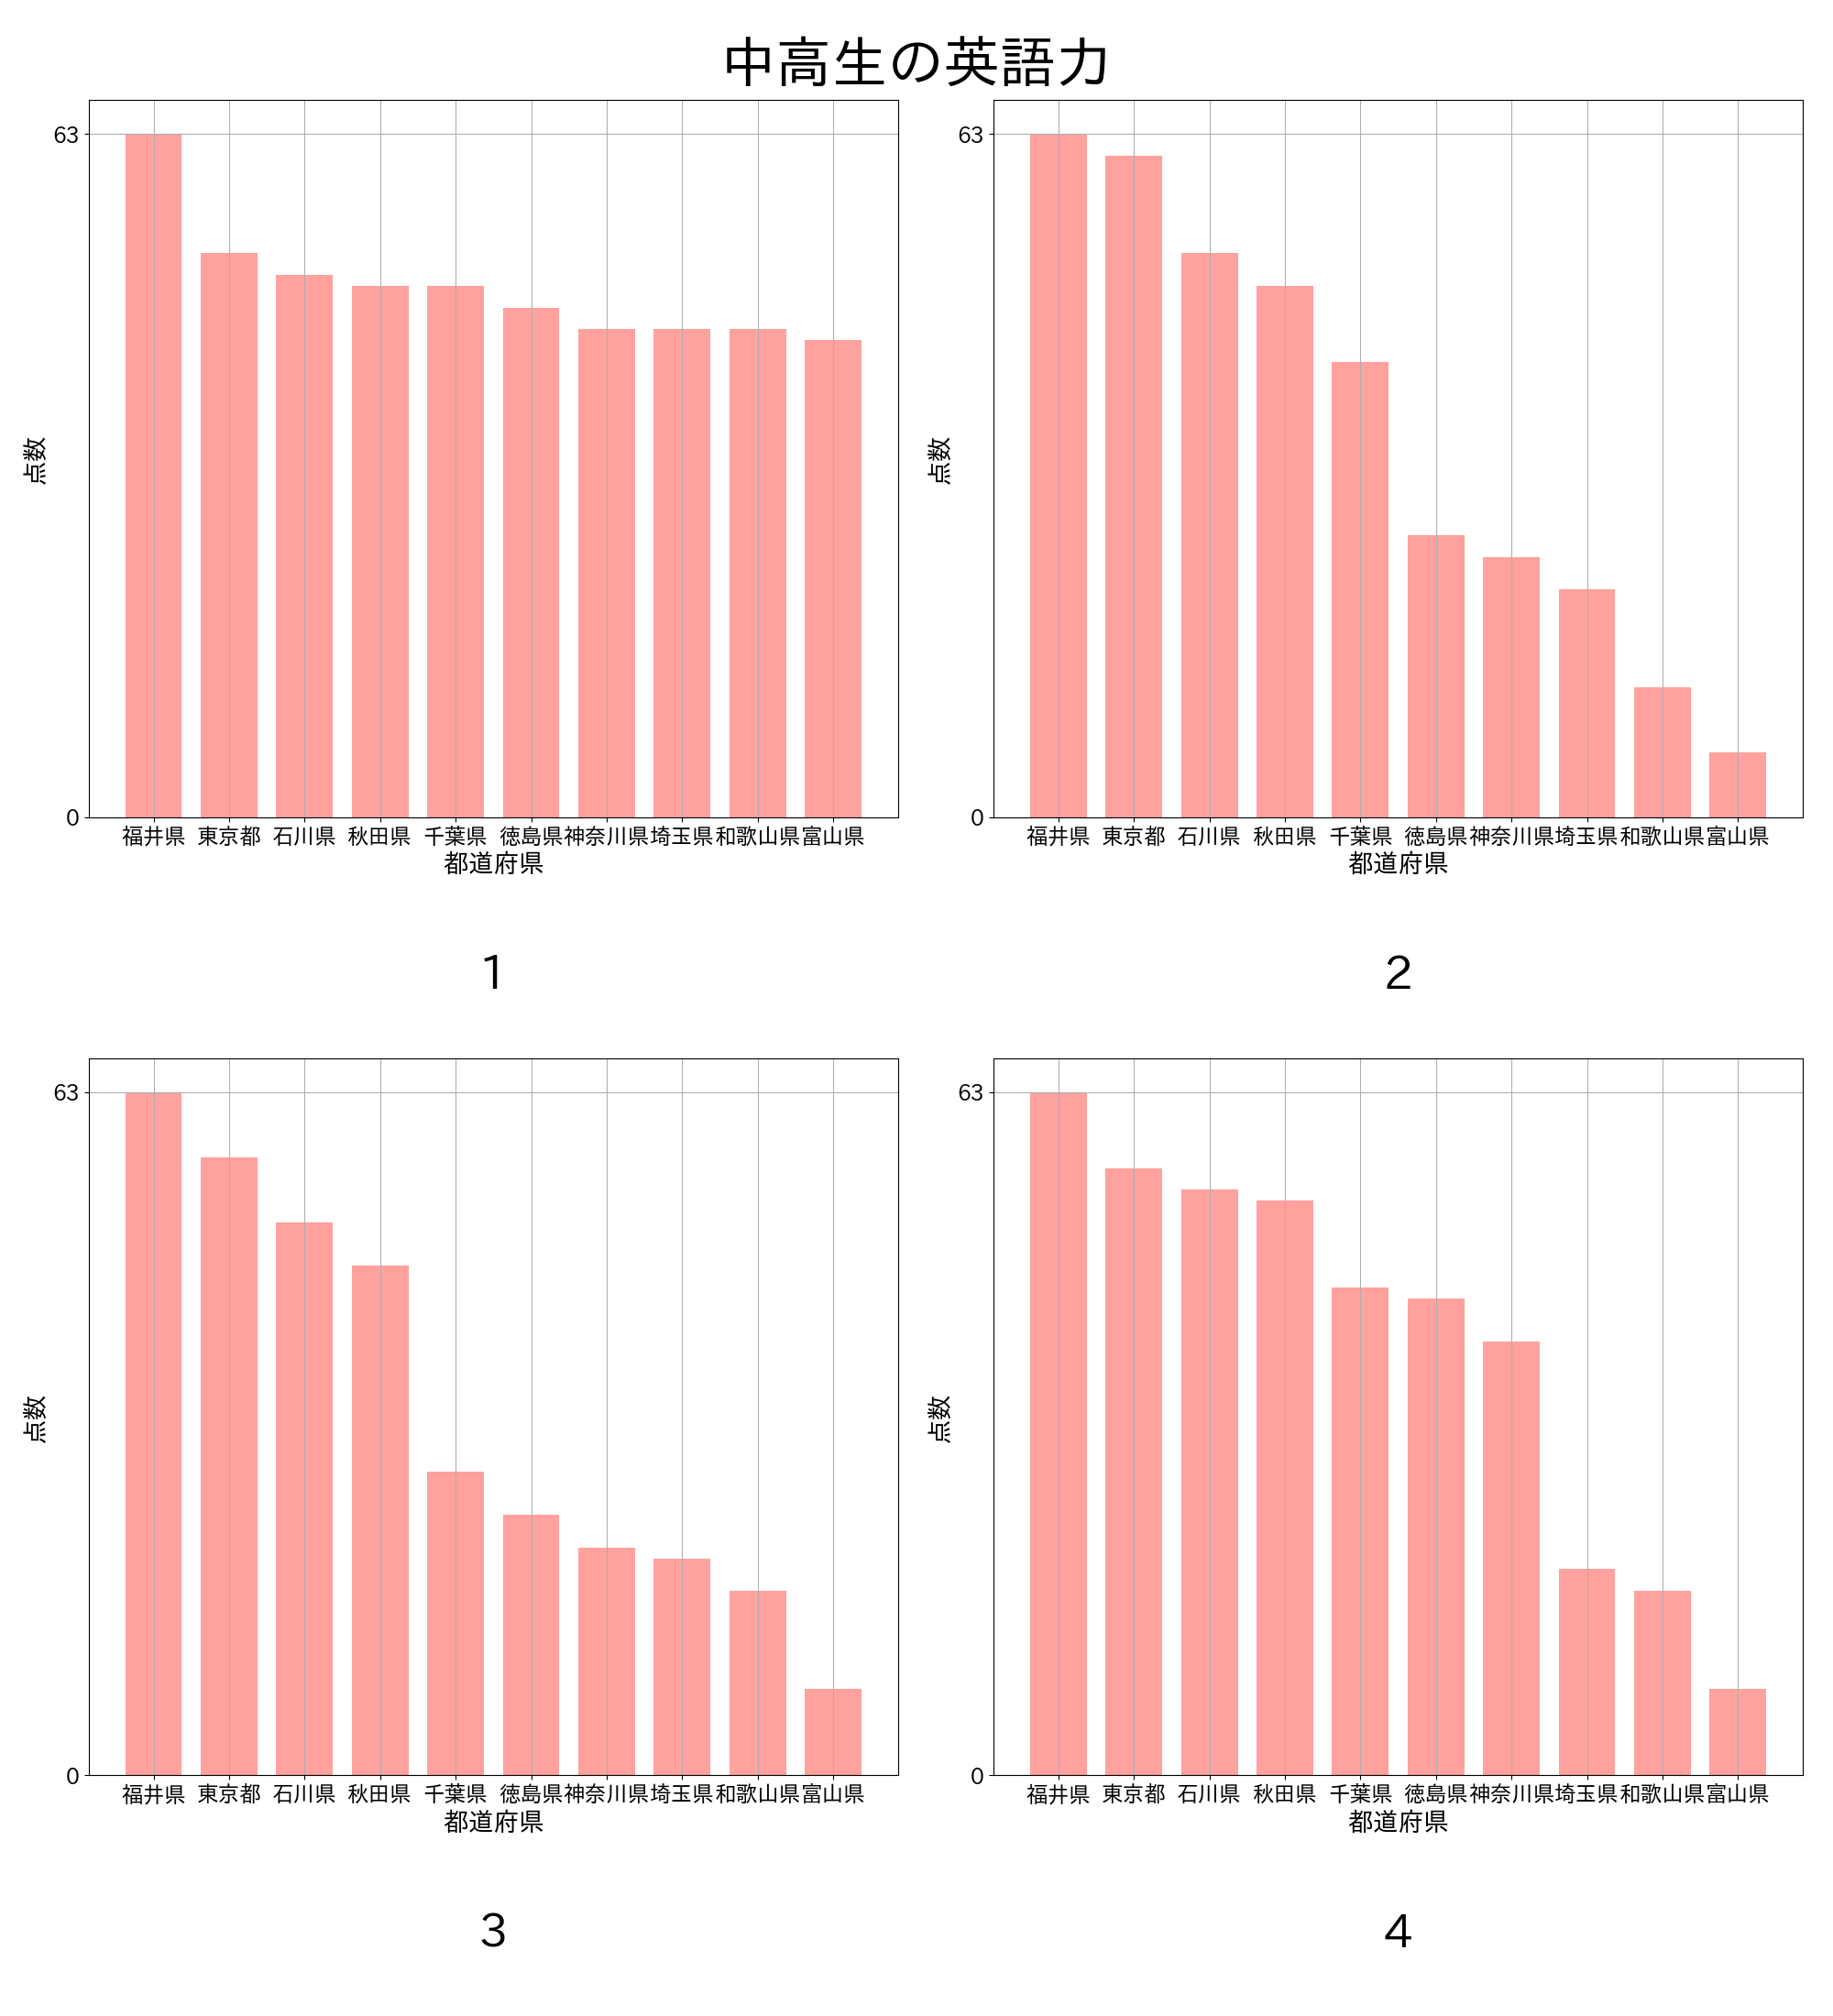 中高生の英語力
63
点数
0
福井県 東京都 石川県 秋田県 千葉県 徳島県 神奈川県 埼玉県 和歌山県 富山県
都道府県
1
63
点数
0
福井県 東京都 石川県 秋田県 千葉県 徳島県 神奈川県 埼玉県 和歌山県 富山県
都道府県
2
63
点数
0
福井県 東京都 石川県 秋田県 千葉県 徳島県 神奈川県 埼玉県 和歌山県 富山県
都道府県
3
63
点数
0
福井県 東京都 石川県 秋田県 千葉県 徳島県 神奈川県 埼玉県 和歌山県 富山県
都道府県
4